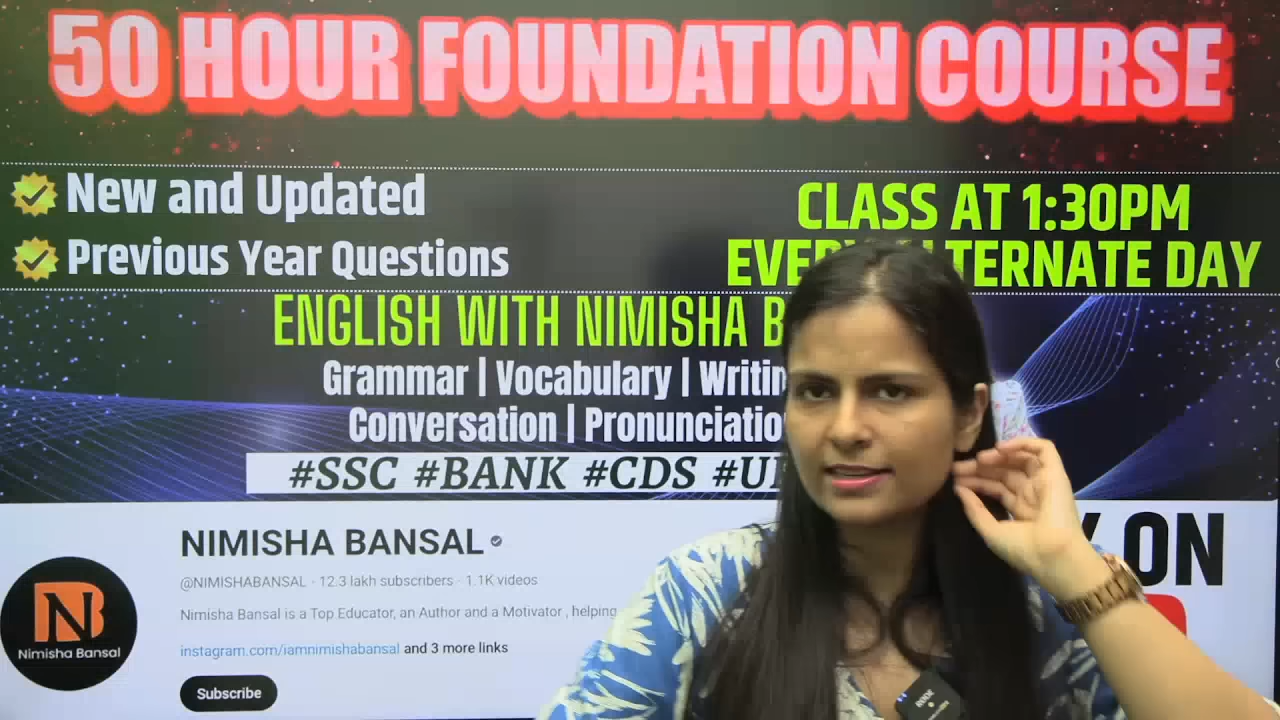 50 HOUR FOUNDATION COURSE
New and Updated
Previous Year Questions
CLASS AT 1:30PM
DAY
ENGLISH WITH NIMISHA
Grammar | Vocabulary |
Conversation |
#SSC #BANK #CDS
NIMISHA BANSAL
@NIMISHABANSAL · 12.3 lakh subscribers · 1.1K videos
Nimisha Bansal is a Top Educator, an Author and a Motivator , helping
instagram.com/iamnimishabansal and 3 more links
Subscribe
NB
Nimisha Bansal
ON